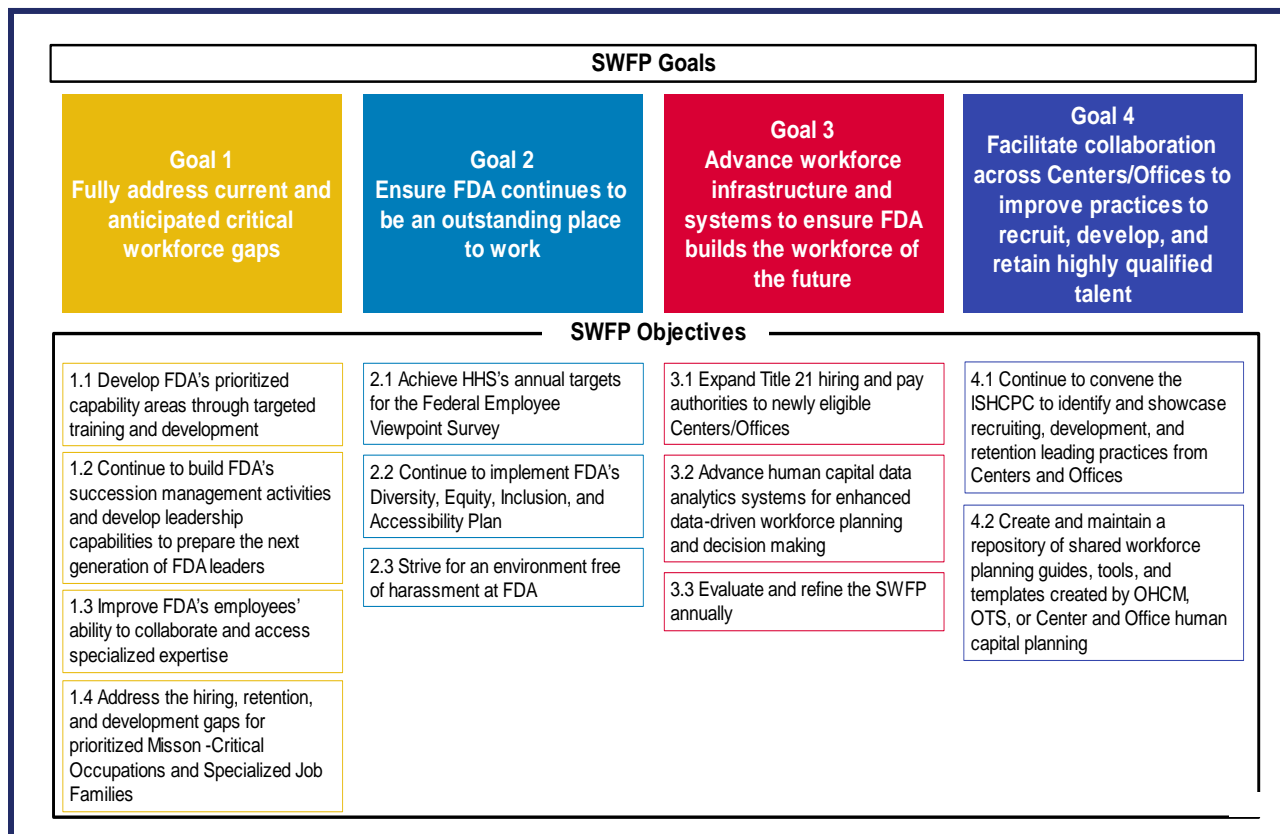 SWFP Goals
Goal 1
Fully address current and
anticipated critical
workforce gaps
Goal 2
Ensure FDA continues to
be an outstanding place
to work
Goal 3
Advance workforce
infrastructure and
systems to ensure FDA
builds the workforce of
the future
Goal 4
Facilitate collaboration
across Centers/Offices to
improve practices to
recruit, develop, and
retain highly qualified
talent
SWFP Objectives
1.1 Develop FDA’s prioritized
capability areas through targeted
training and development
1.2 Continue to build FDA’s
succession management activities
and develop leadership
capabilities to prepare the next
generation of FDA leaders
1.3 Improve FDA’s employees’
ability to collaborate and access
specialized expertise
1.4 Address the hiring, retention,
and development gaps for
prioritized Misson -Critical
Occupations and Specialized Job
Families
2.1 Achieve HHS’s annual targets
for the Federal Employee
Viewpoint Survey
2.2 Continue to implement FDA’s
Diversity, Equity, Inclusion, and
Accessibility Plan
2.3 Strive for an environment free
of harassment at FDA
3.1 Expand Title 21 hiring and pay
authorities to newly eligible
Centers/Offices
3.2 Advance human capital data
analytics systems for enhanced
data-driven workforce planning
and decision making
3.3 Evaluate and refine the SWFP
annually
4.1 Continue to convene the
ISHCPC to identify and showcase
recruiting, development, and
retention leading practices from
Centers and Offices
4.2 Create and maintain a
repository of shared workforce
planning guides, tools, and
templates created by OHCM,
OTS, or Center and Office human
capital planning